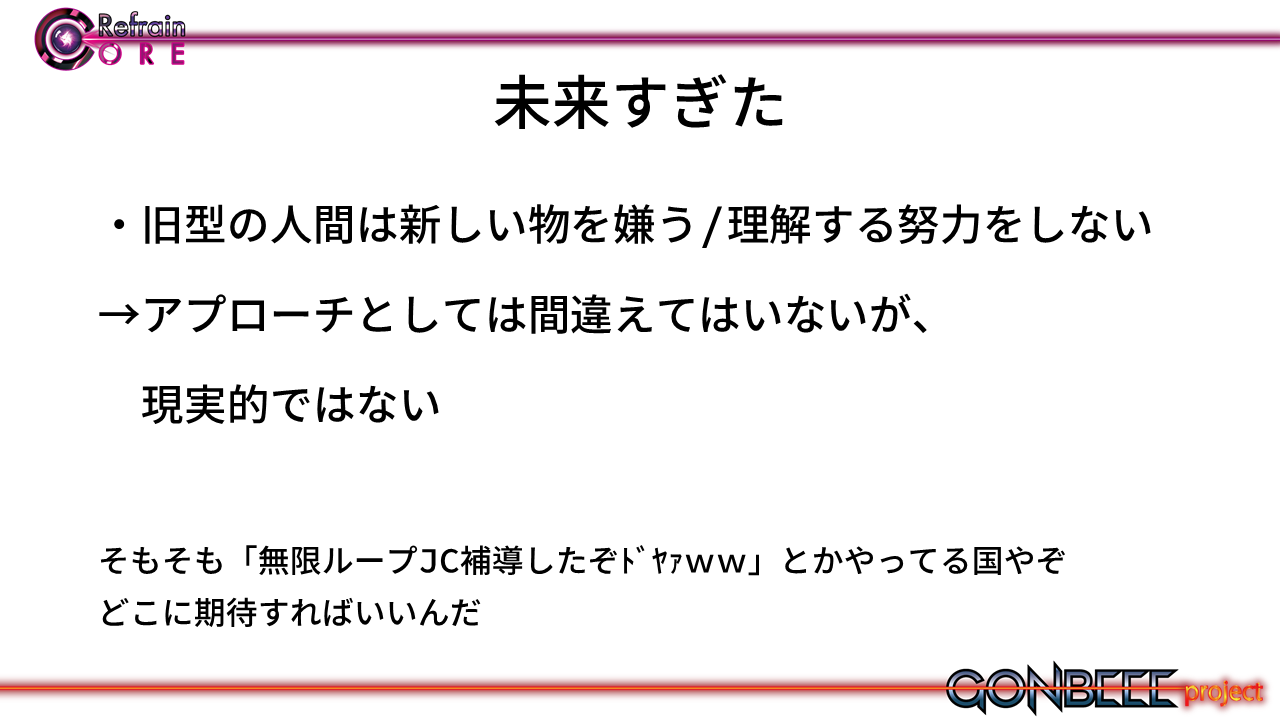 Refrain
CORE
未来すぎた
・旧型の人間は新しい物を嫌う/理解する努力をしない
→アプローチとしては間違えてはいないが、
現実的ではない
そもそも「無限ループJC補導したぞﾄﾞﾔｧｗｗ」とかやってる国やぞ
どこに期待すればいいんだ
GONBEEE project